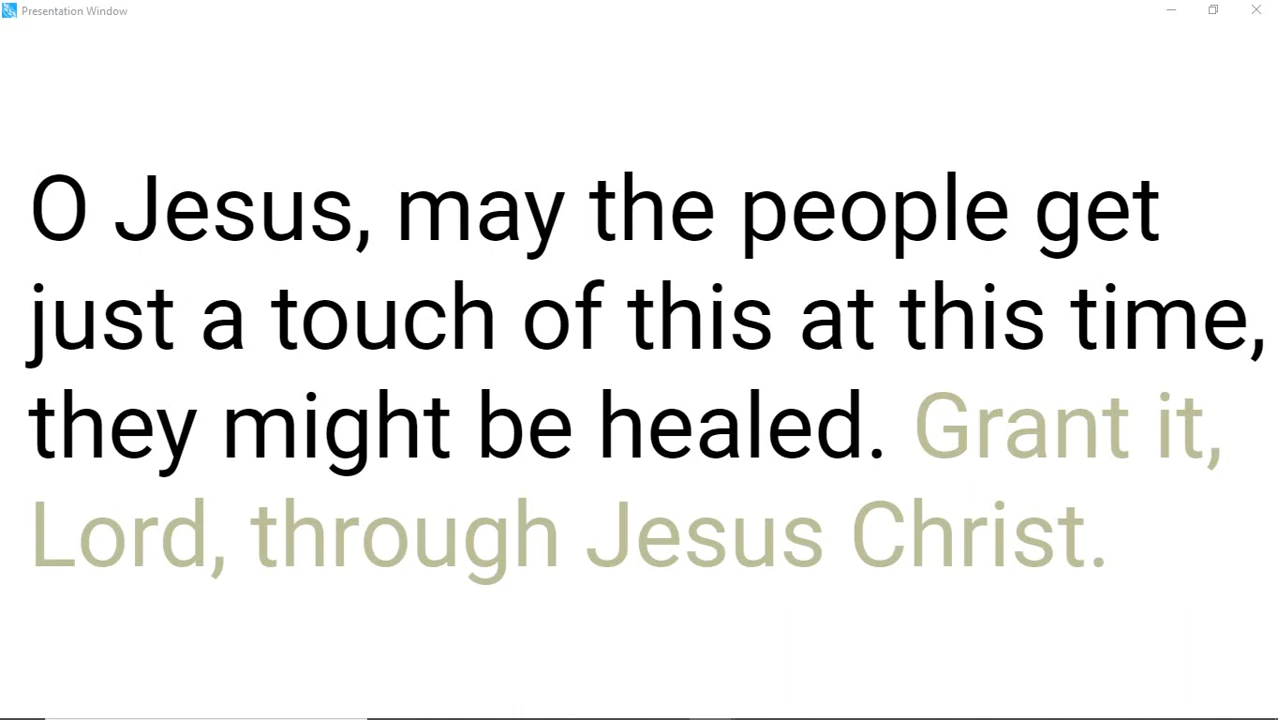 Presentation Window
O Jesus, may the people get
just a touch of this at this time,
they might be healed. Grant it,
Lord, through Jesus Christ.